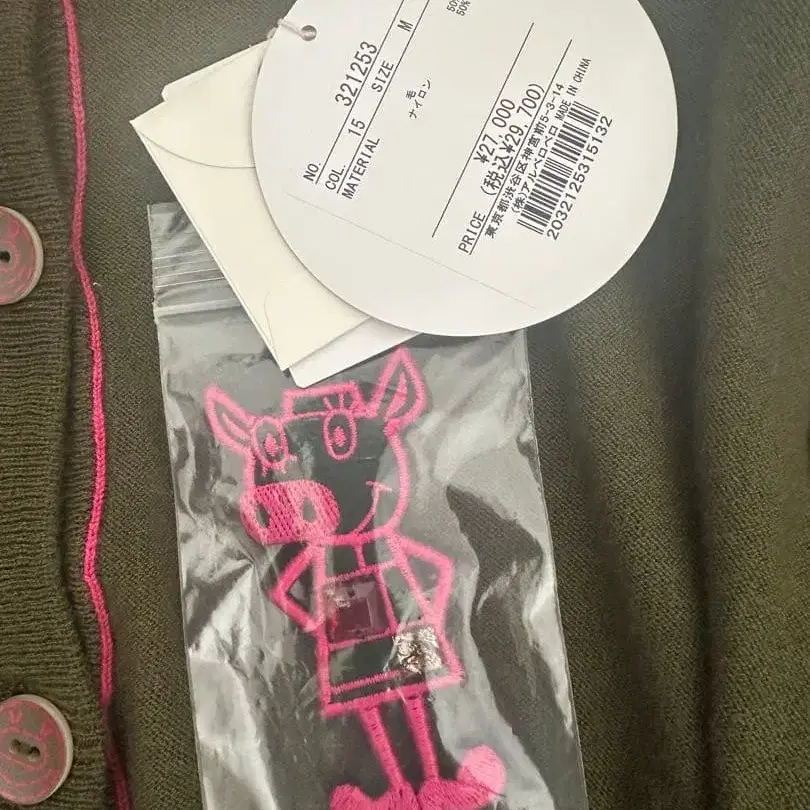 NO. 321253
COL. 15 SIZE M
MATERIAL 毛 50%
ナイロン 50%
¥27,000
PRICE (税込¥29,700)
東京都渋谷区神宮前5-3-14
(株)アルベロベロ MADE IN CHINA
2032125315132